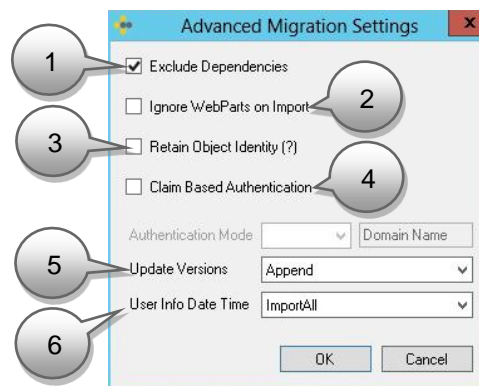 Advanced Migration Settings x
1 Exclude Dependencies
Ignore WebParts on Import 2
3 Retain Object Identity (?)
Claim Based Authentication 4
Authentication Mode Domain Name
5 Update Versions Append
6 User Info Date Time ImportAll
OK Cancel